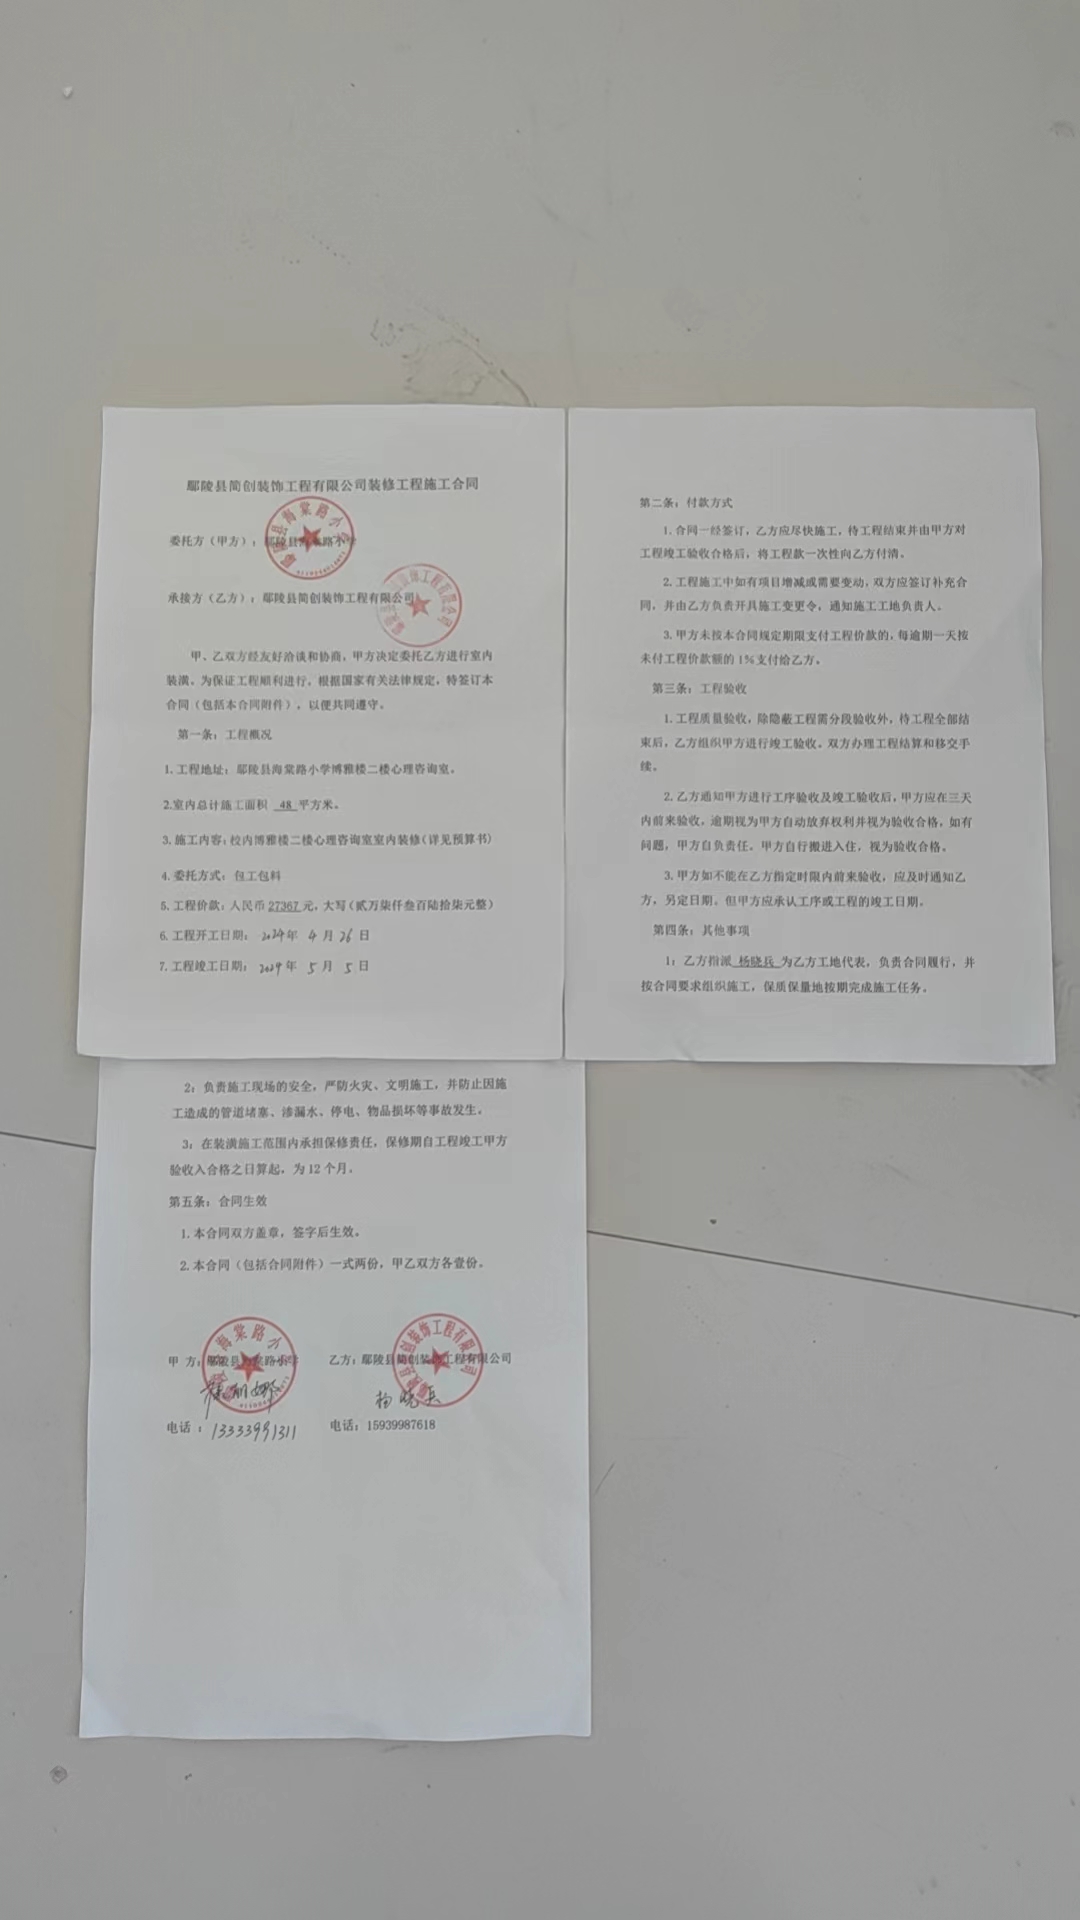 鄢陵县简创装饰工程有限公司装修工程施工合同
委托方（甲方）：鄢陵县海棠路小学
承接方（乙方）：鄢陵县简创装饰工程有限公司
甲、乙双方经友好洽谈和协商，甲方决定委托乙方进行室内
装潢。为保证工程顺利进行，根据国家有关法律规定，特签订本
合同（包括本合同附件），以便共同遵守。
第一条：工程概况
1.工程地址：鄢陵县海棠路小学博雅楼二楼心理咨询室。
2.室内总计施工面积 48 平方米。
3.施工内容：校内博雅楼二楼心理咨询室室内装修（详见预算书）
4.委托方式：包工包料
5.工程价款：人民币 27367 元，大写（贰万柒仟叁百陆拾柒元整）
6.工程开工日期：2024年 4 月 26 日
7.工程竣工日期：2024年 5 月 5 日
第二条：付款方式
1.合同一经签订，乙方应尽快施工，待工程结束并由甲方对
工程竣工验收合格后，将工程款一次性向乙方付清。
2.工程施工中如有项目增减或需要变动，双方应签订补充合
同，并由乙方负责开具施工变更令，通知施工工地负责人。
3.甲方未按本合同规定期限支付工程价款的，每逾期一天按
未付工程价款额的 1%支付给乙方。
第三条：工程验收
1.工程质量验收，除隐蔽工程需分段验收外，待工程全部结
束后，乙方组织甲方进行竣工验收。双方办理工程结算和移交手
续。
2.乙方通知甲方进行工序验收及竣工验收后，甲方应在三天
内前来验收，逾期视为甲方自动放弃权利并视为验收合格，如有
问题，甲方自负责任。甲方自行搬进入住，视为验收合格。
3.甲方如不能在乙方指定时限内前来验收，应及时通知乙
方，另定日期。但甲方应承认工序或工程的竣工日期。
第四条：其他事项
1：乙方指派 杨晓兵 为乙方工地代表，负责合同履行，并
按合同要求组织施工，保质保量地按期完成施工任务。
2：负责施工现场的安全，严防火灾、文明施工，并防止因施
工造成的管道堵塞、渗漏水、停电、物品损坏等事故发生。
3：在装潢施工范围内承担保修责任，保修期自工程竣工甲方
验收入合格之日算起，为 12 个月。
第五条：合同生效
1.本合同双方盖章，签字后生效。
2.本合同（包括合同附件）一式两份，甲乙双方各壹份。
甲 方：鄢陵县海棠路小学 乙方：鄢陵县简创装饰工程有限公司
杨晓兵
电话：13333991311 电话：15939987618